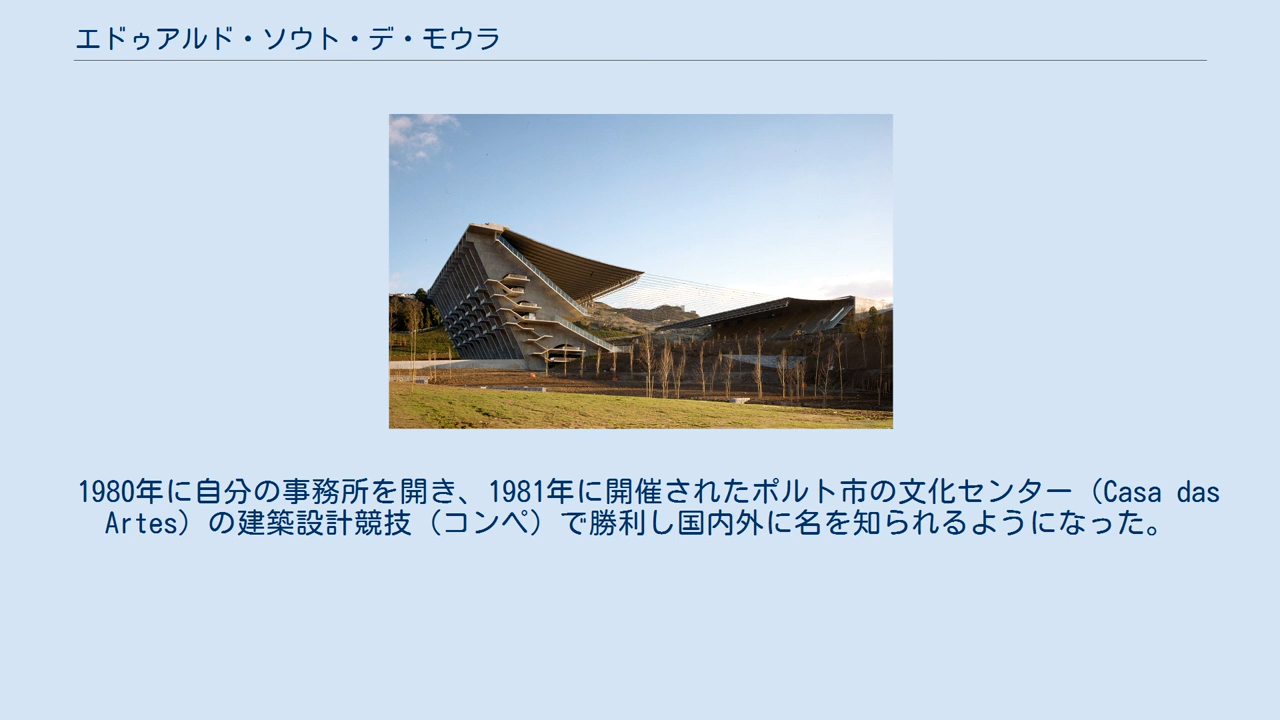 エドゥアルド・ソウト・デ・モウラ
1980年に自分の事務所を開き、1981年に開催されたポルト市の文化センター（Casa das
Artes）の建築設計競技（コンペ）で勝利し国内外に名を知られるようになった。